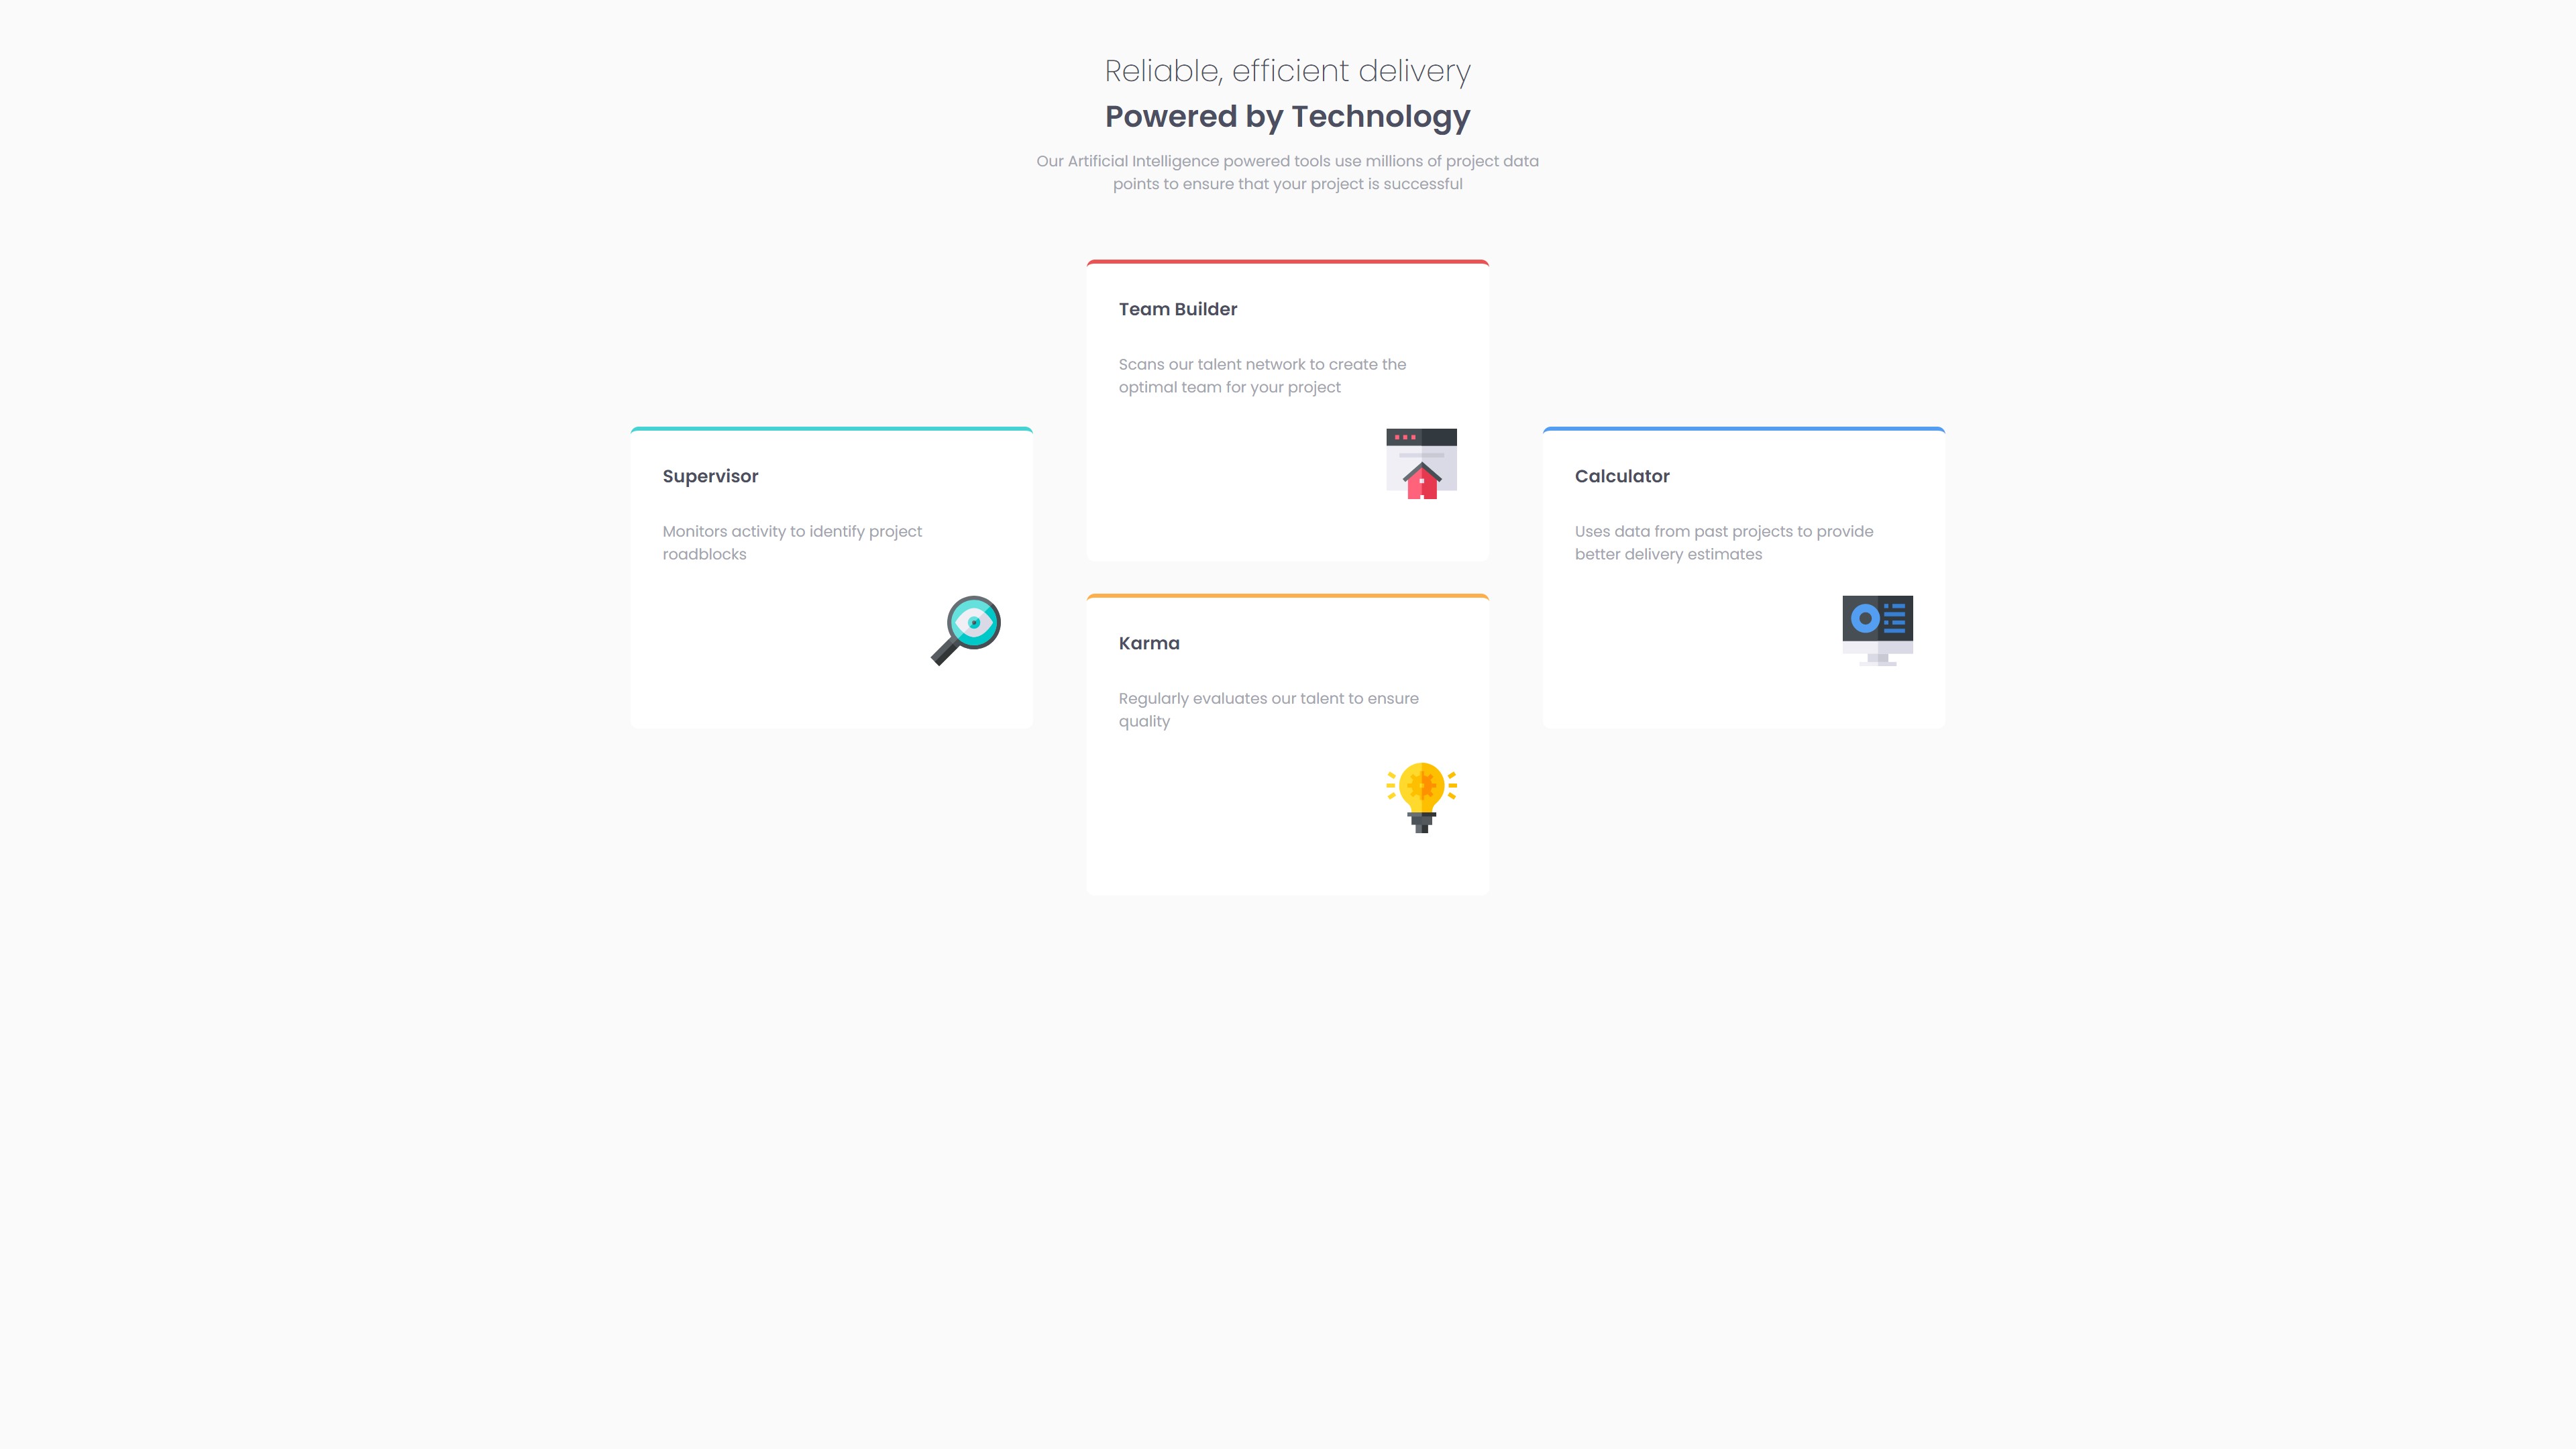 Reliable, efficient delivery
Powered by Technology
Our Artificial Intelligence powered tools use millions of project data
points to ensure that your project is successful
Supervisor
Monitors activity to identify project
roadblocks
Team Builder
Scans our talent network to create the
optimal team for your project
Karma
Regularly evaluates our talent to ensure
quality
Calculator
Uses data from past projects to provide
better delivery estimates